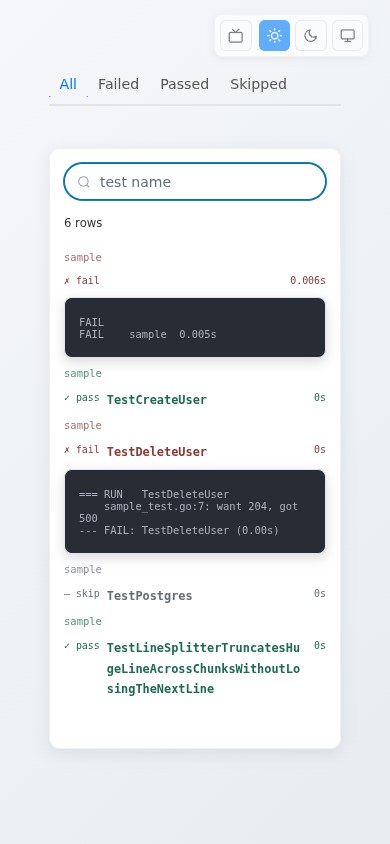 All Failed Passed Skipped
test name
6 rows
sample
✗ fail 0.006s
FAIL
FAIL    sample  0.005s
sample
✓ pass TestCreateUser 0s
sample
✗ fail TestDeleteUser 0s
=== RUN   TestDeleteUser
    sample_test.go:7: want 204, got
500
--- FAIL: TestDeleteUser (0.00s)
sample
— skip TestPostgres 0s
sample
✓ pass TestLineSplitterTruncatesHu 0s
geLineAcrossChunksWithoutLo
singTheNextLine